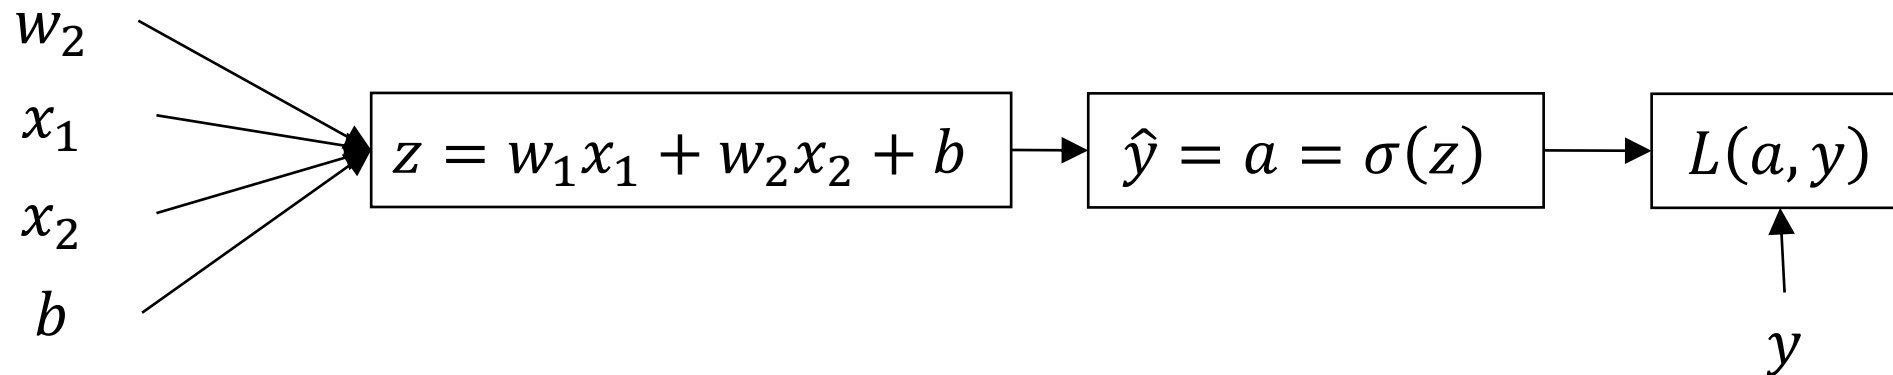 w₂
x₁
x₂
b
z = w₁x₁ + w₂x₂ + b
ŷ = a = σ(z)
L(a, y)
y